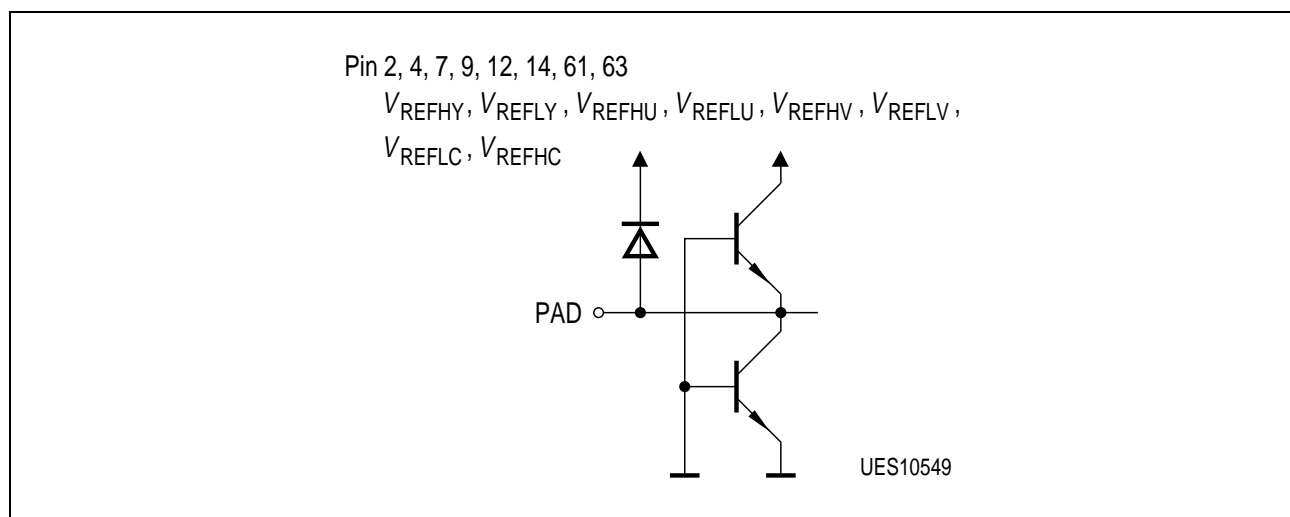 Pin 2, 4, 7, 9, 12, 14, 61, 63
VREFHY, VREFLY, VREFHU, VREFLU, VREFHV, VREFLV,
VREFLC, VREFHC
PAD
UES10549